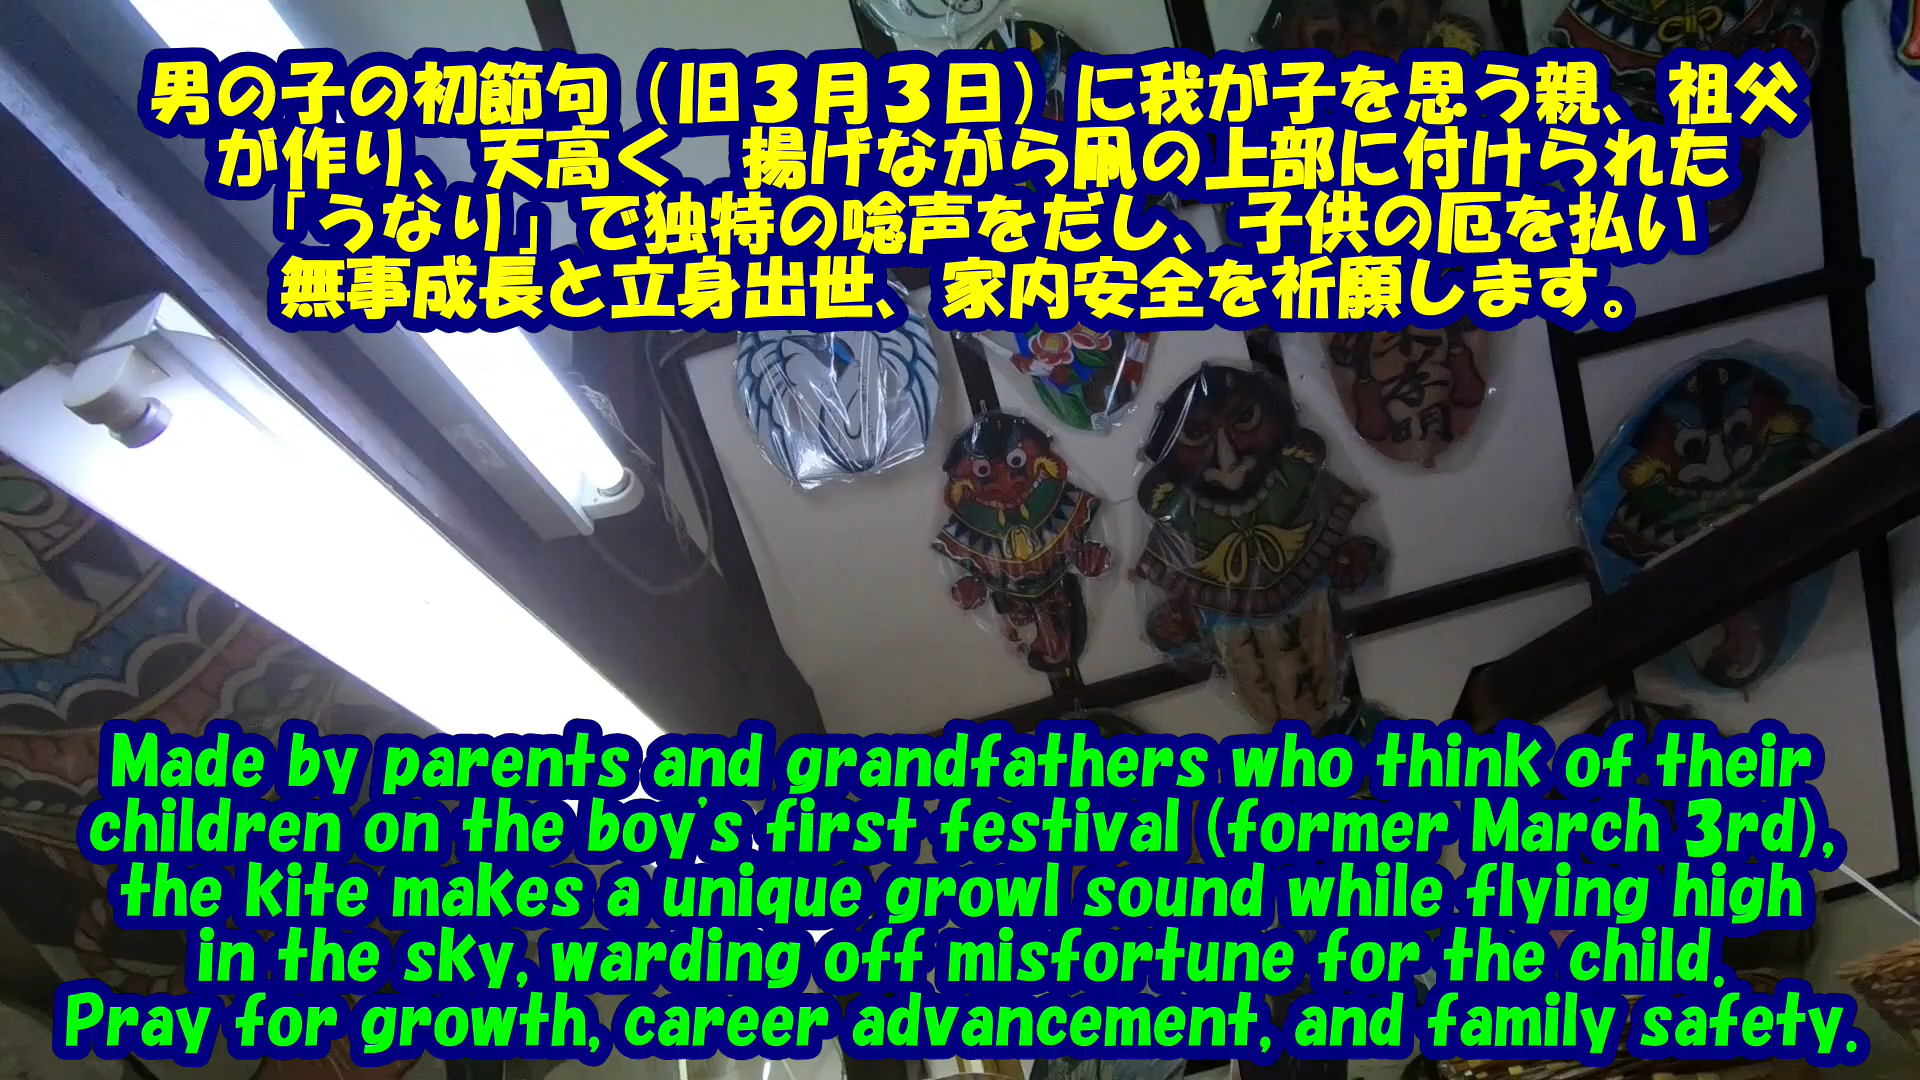 男の子の初節句（旧３月３日）に我が子を思う親、祖父
が作り、天高く　揚げながら凧の上部に付けられた
「うなり」で独特の唸声をだし、子供の厄を払い
無事成長と立身出世、家内安全を祈願します。
Made by parents and grandfathers who think of their
children on the boy's first festival (former March 3rd),
the kite makes a unique growl sound while flying high
in the sky, warding off misfortune for the child.
Pray for growth, career advancement, and family safety.